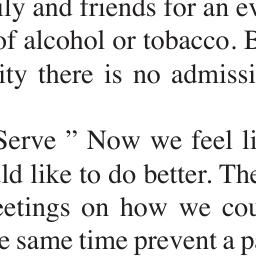 ily and friends for an ev
of alcohol or tobacco. B
ity there is no admissi
Serve ” Now we feel li
ld like to do better. The
eetings on how we cou
e same time prevent a pa